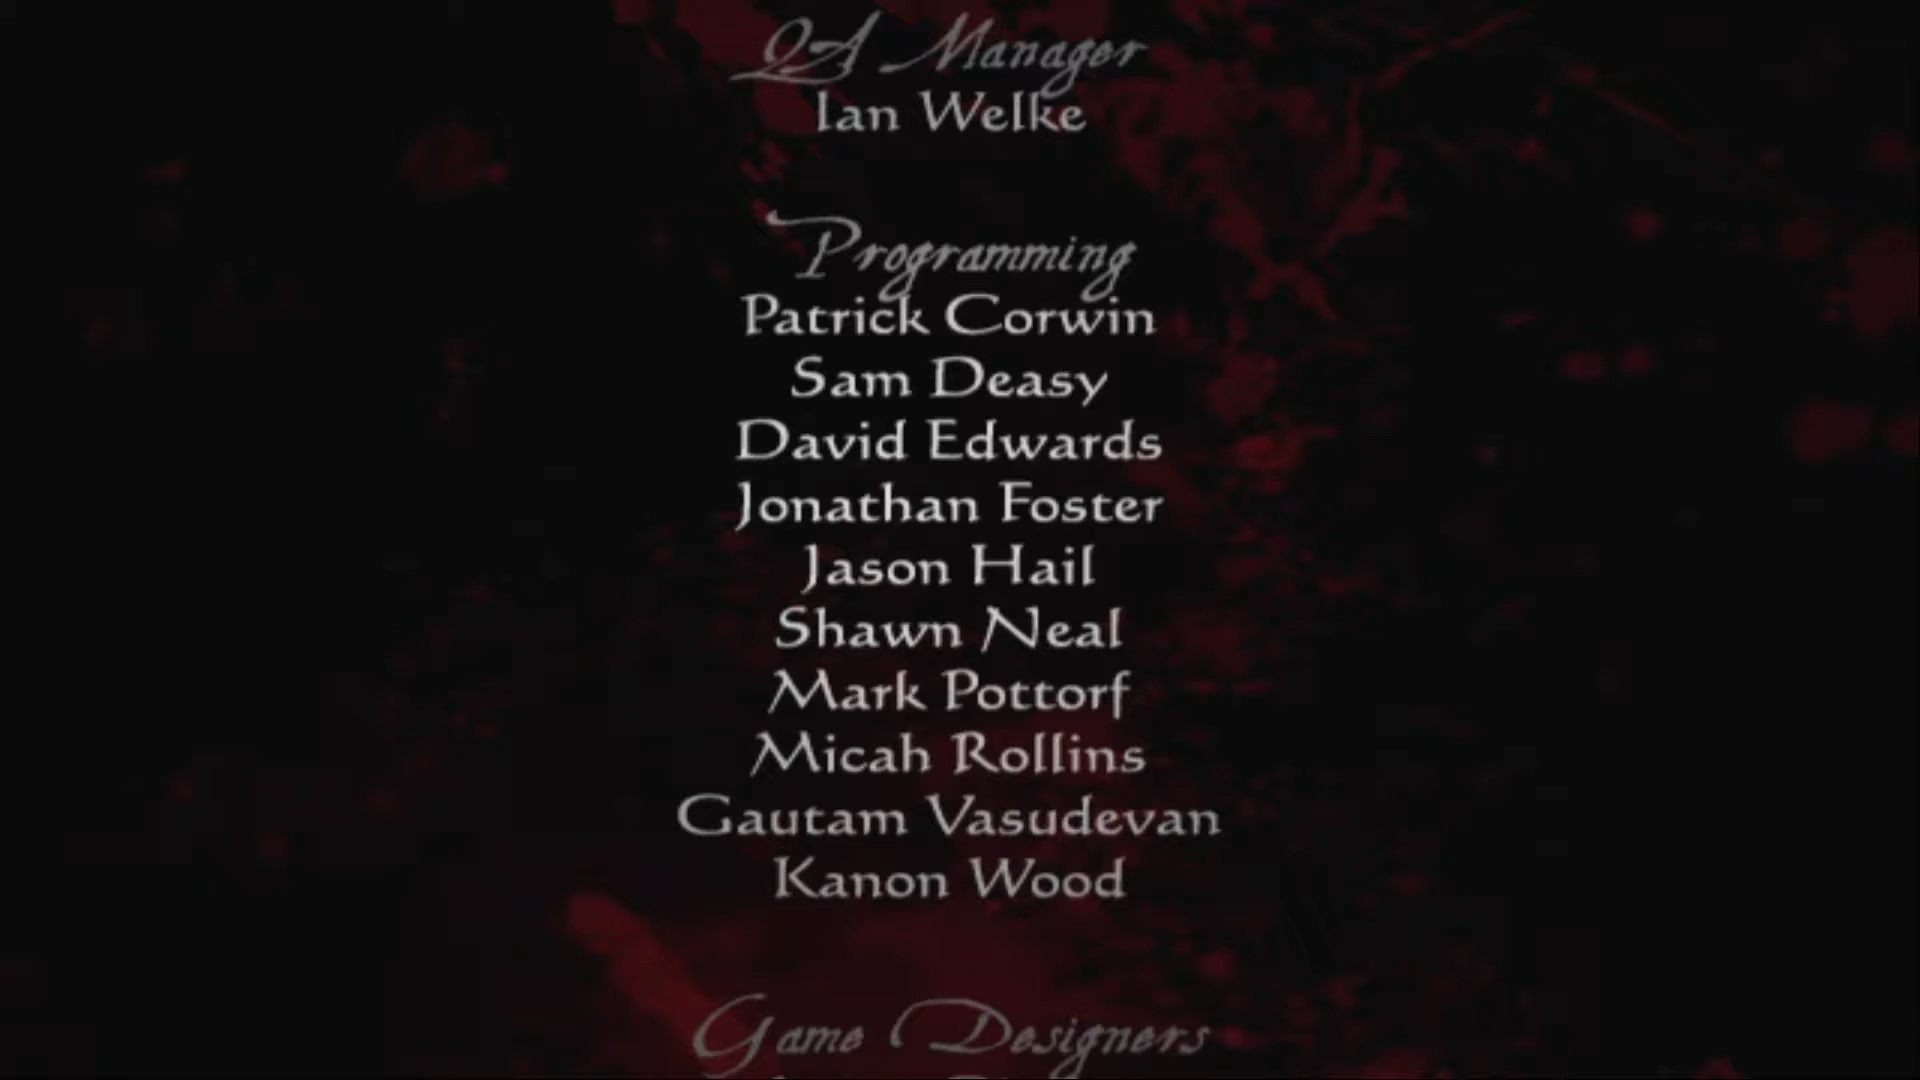 QA Manager
Ian Welke
Programming
Patrick Corwin
Sam Deasy
David Edwards
Jonathan Foster
Jason Hail
Shawn Neal
Mark Pottorf
Micah Rollins
Gautam Vasudevan
Kanon Wood
Game Designers